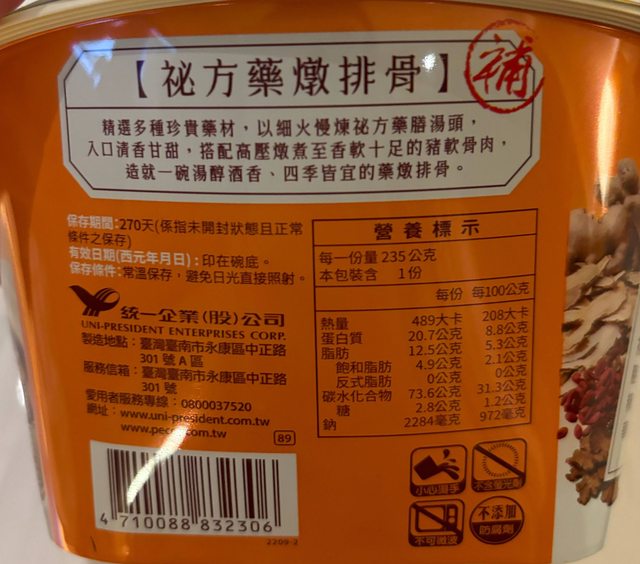 【祕方藥燉排骨】
補
精選多種珍貴藥材，以細火慢煉祕方藥膳湯頭，
入口清香甘甜，搭配高壓燉煮至香軟十足的豬軟骨肉，
造就一碗湯醇酒香、四季皆宜的藥燉排骨。
保存期間：270天(係指未開封狀態且正常
條件之保存)
有效日期(西元年月日)：印在碗底。
保存條件：常溫保存，避免日光直接照射。
統一企業(股)公司
UNI-PRESIDENT ENTERPRISES CORP.
製造地點：臺灣臺南市永康區中正路
301 號 A 區
服務信箱：臺灣臺南市永康區中正路
301 號
愛用者服務專線：0800037520
網址：www.uni-president.com.tw
www.pec com.tw
89
4 710088 832306
2209-2
營養標示
每一份量 235 公克
本包裝含 1份
每份 每100公克
熱量 489大卡 208大卡
蛋白質 20.7公克 8.8公克
脂肪 12.5公克 5.3公克
飽和脂肪 4.9公克 2.1公克
反式脂肪 0公克 0公克
碳水化合物 73.6公克 31.3公克
糖 2.8公克 1.2公克
鈉 2284毫克 972毫克
小心燙手
不含螢光劑
不可微波
不添加
防腐劑